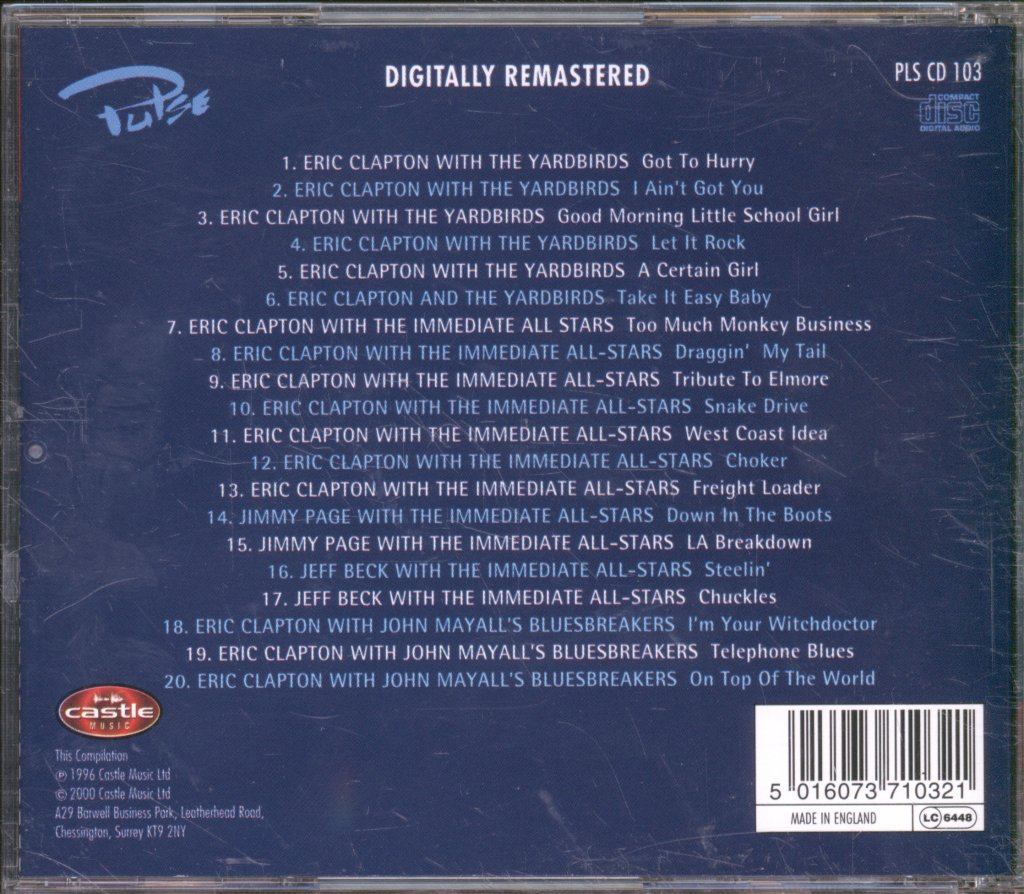 Pulse
DIGITALLY REMASTERED
PLS CD 103
COMPACT
disc
DIGITAL AUDIO
1. ERIC CLAPTON WITH THE YARDBIRDS Got To Hurry
2. ERIC CLAPTON WITH THE YARDBIRDS I Ain't Got You
3. ERIC CLAPTON WITH THE YARDBIRDS Good Morning Little School Girl
4. ERIC CLAPTON WITH THE YARDBIRDS Let It Rock
5. ERIC CLAPTON WITH THE YARDBIRDS A Certain Girl
6. ERIC CLAPTON AND THE YARDBIRDS Take It Easy Baby
7. ERIC CLAPTON WITH THE IMMEDIATE ALL STARS Too Much Monkey Business
8. ERIC CLAPTON WITH THE IMMEDIATE ALL-STARS Draggin' My Tail
9. ERIC CLAPTON WITH THE IMMEDIATE ALL-STARS Tribute To Elmore
10. ERIC CLAPTON WITH THE IMMEDIATE ALL-STARS Snake Drive
11. ERIC CLAPTON WITH THE IMMEDIATE ALL-STARS West Coast Idea
12. ERIC CLAPTON WITH THE IMMEDIATE ALL-STARS Choker
13. ERIC CLAPTON WITH THE IMMEDIATE ALL-STARS Freight Loader
14. JIMMY PAGE WITH THE IMMEDIATE ALL-STARS Down In The Boots
15. JIMMY PAGE WITH THE IMMEDIATE ALL-STARS LA Breakdown
16. JEFF BECK WITH THE IMMEDIATE ALL-STARS Steelin'
17. JEFF BECK WITH THE IMMEDIATE ALL-STARS Chuckles
18. ERIC CLAPTON WITH JOHN MAYALL'S BLUESBREAKERS I'm Your Witchdoctor
19. ERIC CLAPTON WITH JOHN MAYALL'S BLUESBREAKERS Telephone Blues
20. ERIC CLAPTON WITH JOHN MAYALL'S BLUESBREAKERS On Top Of The World
castle
MUSIC
This Compilation
℗ 1996 Castle Music Ltd
© 2000 Castle Music Ltd
A29 Barwell Business Park, Leatherhead Road,
Chessington, Surrey KT9 2NY
5 016073 710321
MADE IN ENGLAND
LC 6448